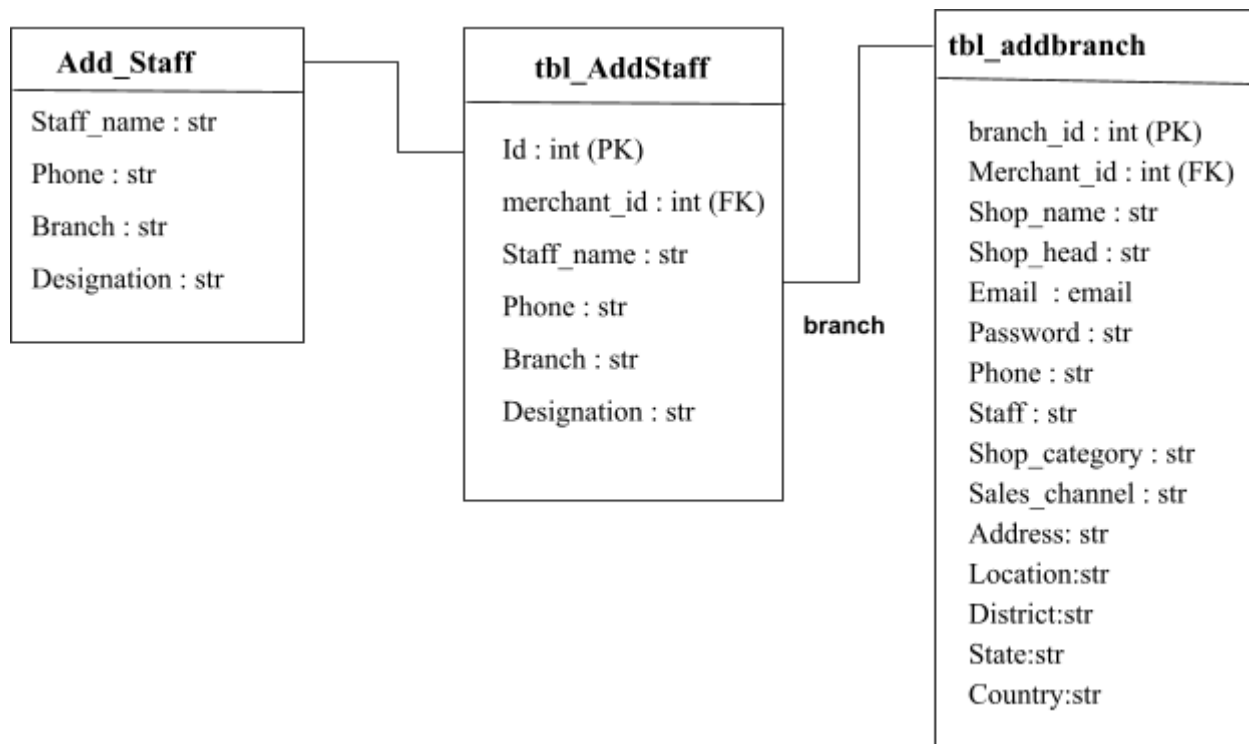 Add_Staff
Staff_name : str
Phone : str
Branch : str
Designation : str
tbl_AddStaff
Id : int (PK)
merchant_id : int (FK)
Staff_name : str
Phone : str
Branch : str
Designation : str
branch
tbl_addbranch
branch_id : int (PK)
Merchant_id : int (FK)
Shop_name : str
Shop_head : str
Email : email
Password : str
Phone : str
Staff : str
Shop_category : str
Sales_channel : str
Address: str
Location:str
District:str
State:str
Country:str